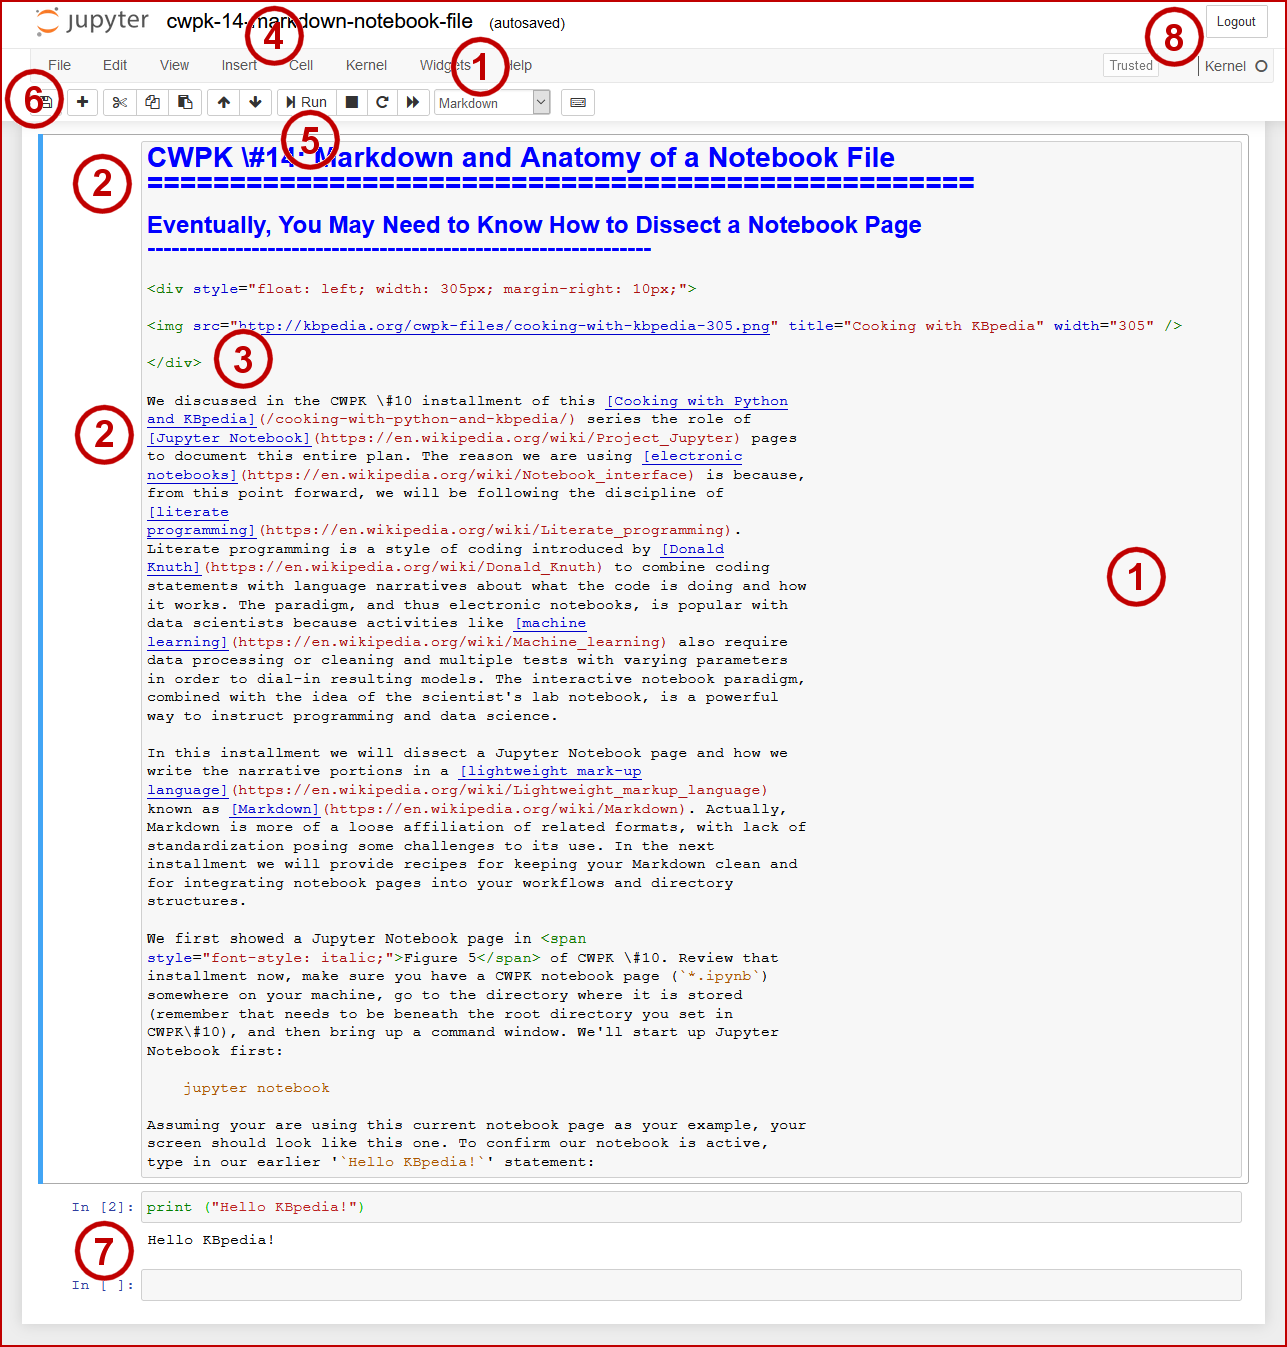 jupyter cwpk-14-markdown-notebook-file (autosaved)
Logout
4
8
File Edit View Insert Cell Kernel Widgets Help
1
Trusted
Kernel
6
Run
Markdown
5
CWPK \#14: Markdown and Anatomy of a Notebook File
==================================================
2
Eventually, You May Need to Know How to Dissect a Notebook Page
---------------------------------------------------------------
<div style="float: left; width: 305px; margin-right: 10px;">
<img src="http://kbpedia.org/cwpk-files/cooking-with-kbpedia-305.png" title="Cooking with KBpedia" width="305" />
</div>
3
We discussed in the CWPK \#10 installment of this [Cooking with Python
and KBpedia](/cooking-with-python-and-kbpedia/) series the role of
2
[Jupyter Notebook](https://en.wikipedia.org/wiki/Project_Jupyter) pages
to document this entire plan. The reason we are using [electronic
notebooks](https://en.wikipedia.org/wiki/Notebook_interface) is because,
from this point forward, we will be following the discipline of
[literate
programming](https://en.wikipedia.org/wiki/Literate_programming).
Literate programming is a style of coding introduced by [Donald
Knuth](https://en.wikipedia.org/wiki/Donald_Knuth) to combine coding
1
statements with language narratives about what the code is doing and how
it works. The paradigm, and thus electronic notebooks, is popular with
data scientists because activities like [machine
learning](https://en.wikipedia.org/wiki/Machine_learning) also require
data processing or cleaning and multiple tests with varying parameters
in order to dial-in resulting models. The interactive notebook paradigm,
combined with the idea of the scientist's lab notebook, is a powerful
way to instruct programming and data science.
In this installment we will dissect a Jupyter Notebook page and how we
write the narrative portions in a [lightweight mark-up
language](https://en.wikipedia.org/wiki/Lightweight_markup_language)
known as [Markdown](https://en.wikipedia.org/wiki/Markdown). Actually,
Markdown is more of a loose affiliation of related formats, with lack of
standardization posing some challenges to its use. In the next
installment we will provide recipes for keeping your Markdown clean and
for integrating notebook pages into your workflows and directory
structures.
We first showed a Jupyter Notebook page in <span
style="font-style: italic;">Figure 5</span> of CWPK \#10. Review that
installment now, make sure you have a CWPK notebook page (`*.ipynb`)
somewhere on your machine, go to the directory where it is stored
(remember that needs to be beneath the root directory you set in
CWPK\#10), and then bring up a command window. We'll start up Jupyter
Notebook first:
jupyter notebook
Assuming your are using this current notebook page as your example, your
screen should look like this one. To confirm our notebook is active,
type in our earlier '`Hello KBpedia!`' statement:
In [2]: print ("Hello KBpedia!")
Hello KBpedia!
7
In [ ]: